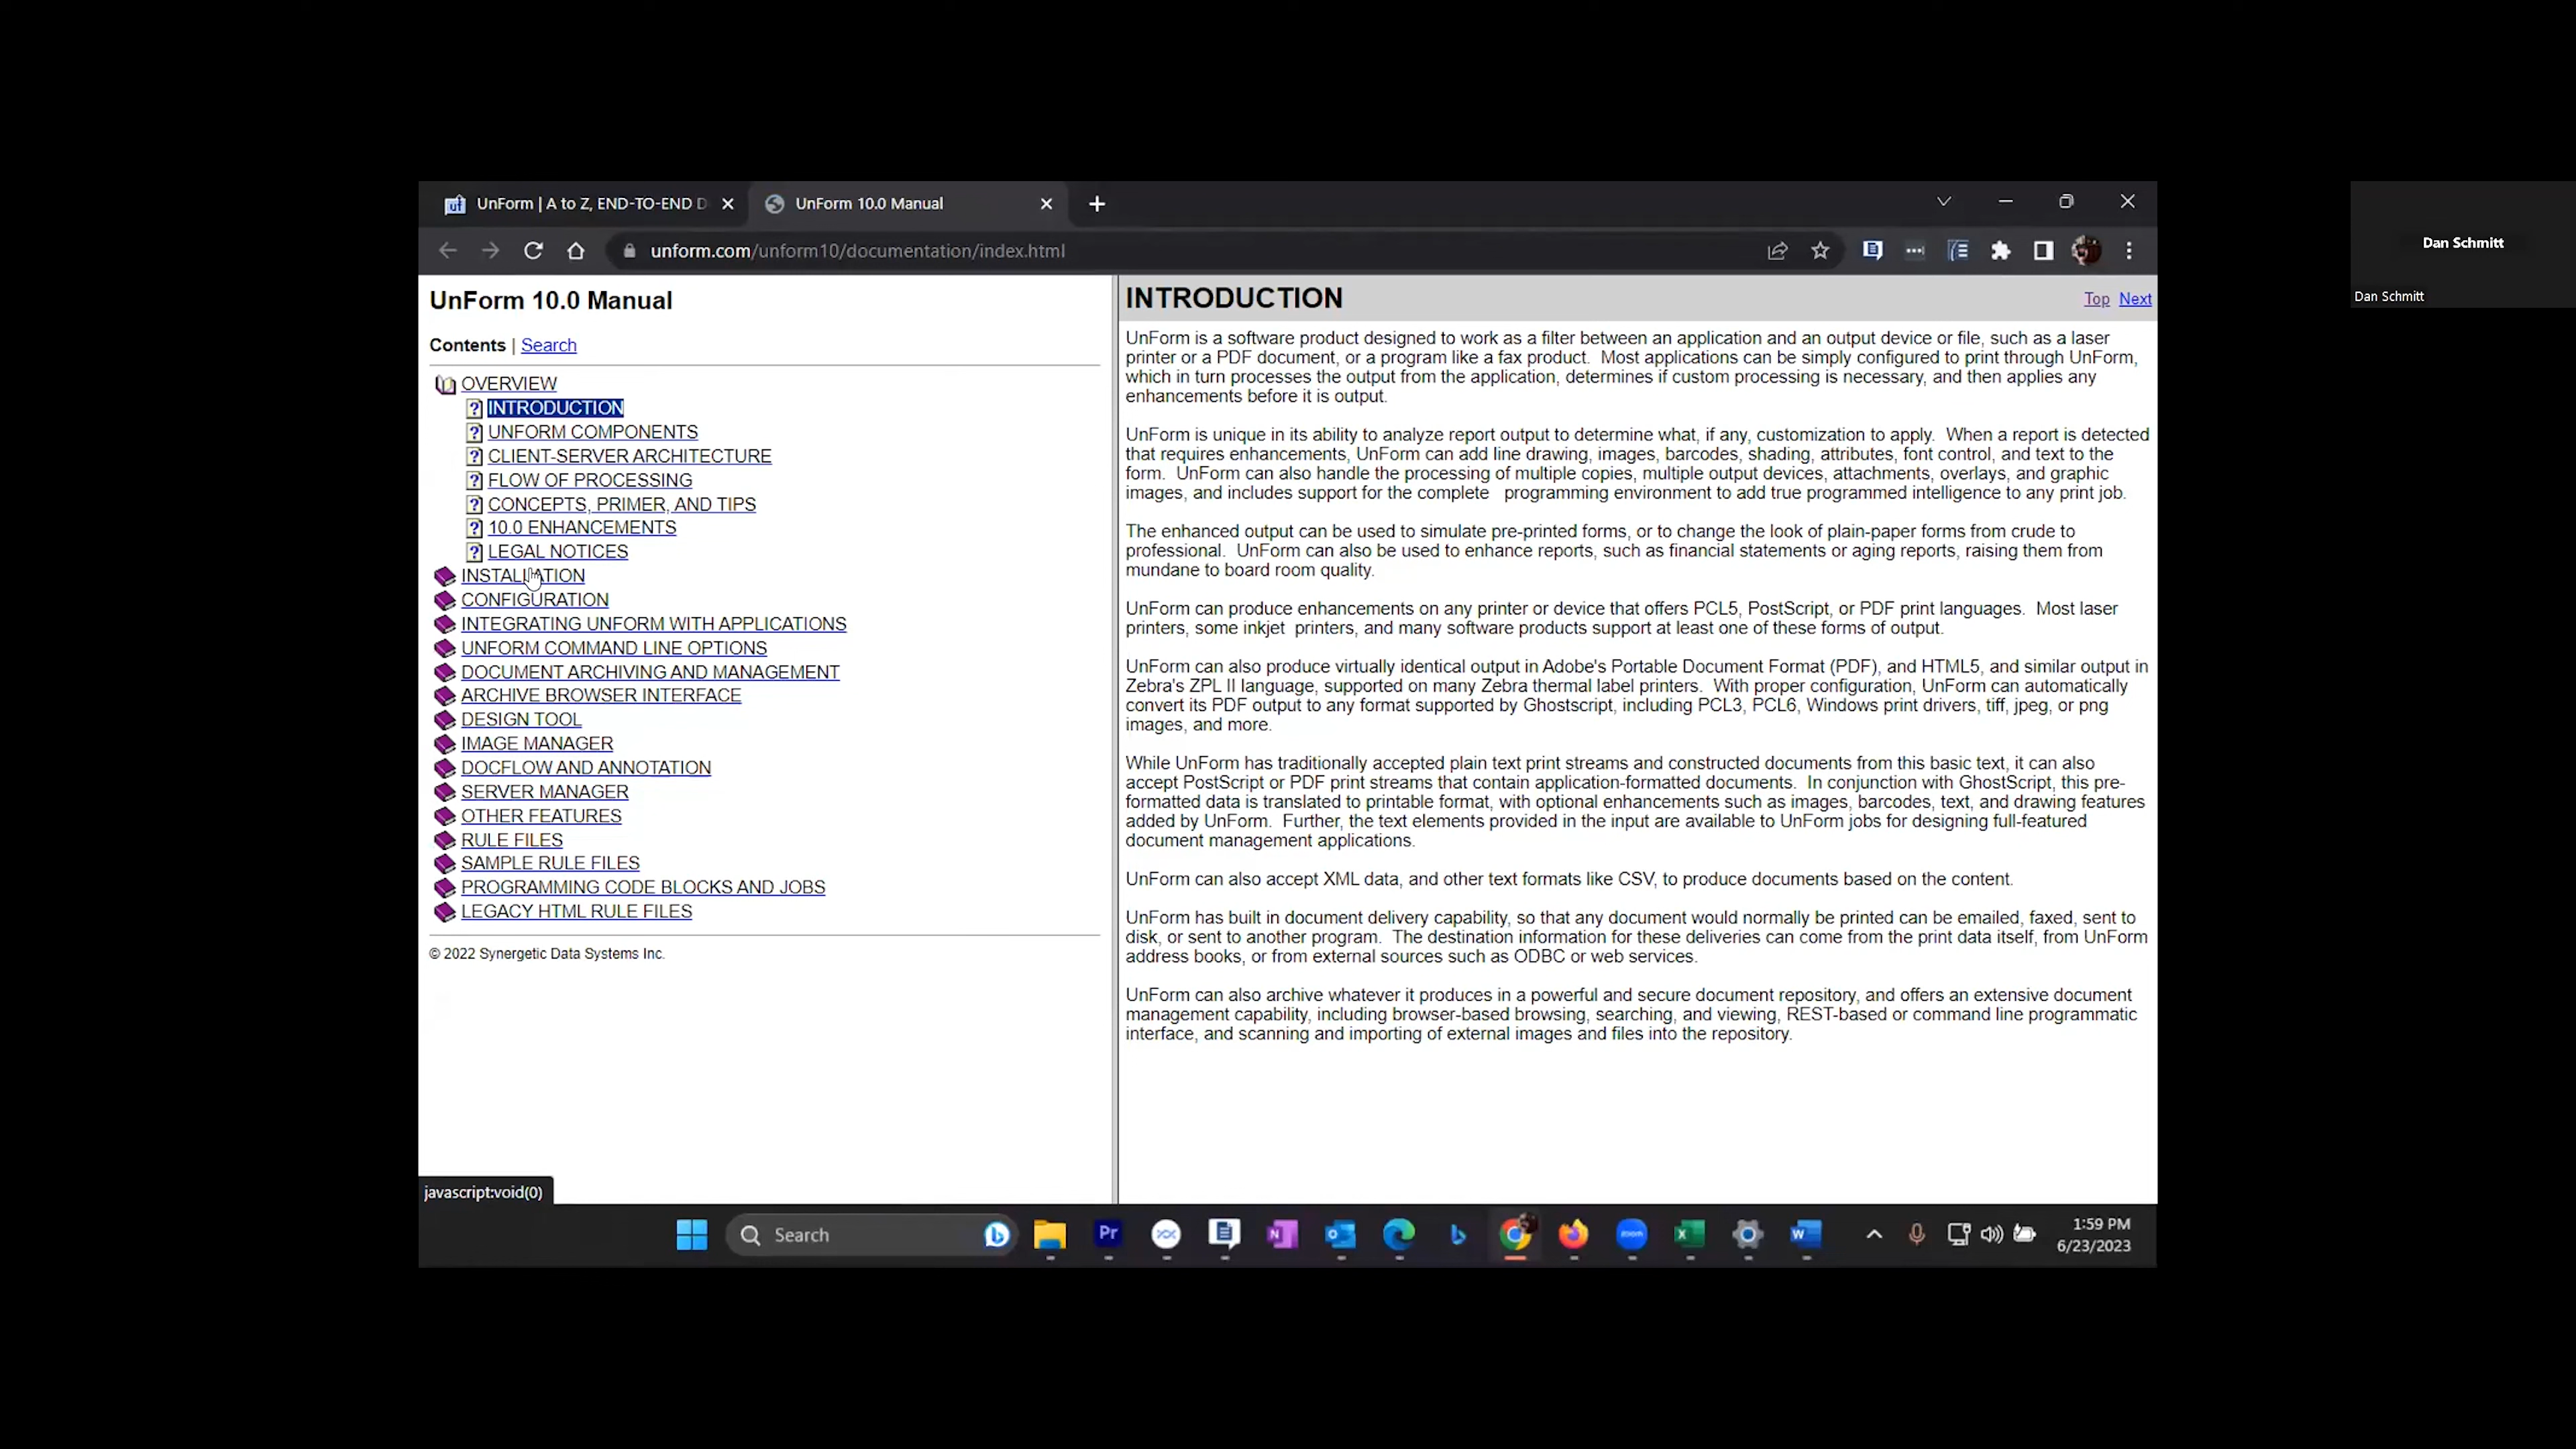 UnForm | A to Z, END-TO-END D
UnForm 10.0 Manual
unform.com/unform10/documentation/index.html
Dan Schmitt
Dan Schmitt
UnForm 10.0 Manual
Contents | Search
OVERVIEW
INTRODUCTION
UNFORM COMPONENTS
CLIENT-SERVER ARCHITECTURE
FLOW OF PROCESSING
CONCEPTS, PRIMER, AND TIPS
10.0 ENHANCEMENTS
LEGAL NOTICES
INSTALLATION
CONFIGURATION
INTEGRATING UNFORM WITH APPLICATIONS
UNFORM COMMAND LINE OPTIONS
DOCUMENT ARCHIVING AND MANAGEMENT
ARCHIVE BROWSER INTERFACE
DESIGN TOOL
IMAGE MANAGER
DOCFLOW AND ANNOTATION
SERVER MANAGER
OTHER FEATURES
RULE FILES
SAMPLE RULE FILES
PROGRAMMING CODE BLOCKS AND JOBS
LEGACY HTML RULE FILES
© 2022 Synergetic Data Systems Inc.
INTRODUCTION
Top Next
UnForm is a software product designed to work as a filter between an application and an output device or file, such as a laser
printer or a PDF document, or a program like a fax product. Most applications can be simply configured to print through UnForm,
which in turn processes the output from the application, determines if custom processing is necessary, and then applies any
enhancements before it is output.
UnForm is unique in its ability to analyze report output to determine what, if any, customization to apply. When a report is detected
that requires enhancements, UnForm can add line drawing, images, barcodes, shading, attributes, font control, and text to the
form. UnForm can also handle the processing of multiple copies, multiple output devices, attachments, overlays, and graphic
images, and includes support for the complete programming environment to add true programmed intelligence to any print job.
The enhanced output can be used to simulate pre-printed forms, or to change the look of plain-paper forms from crude to
professional. UnForm can also be used to enhance reports, such as financial statements or aging reports, raising them from
mundane to board room quality.
UnForm can produce enhancements on any printer or device that offers PCL5, PostScript, or PDF print languages. Most laser
printers, some inkjet printers, and many software products support at least one of these forms of output.
UnForm can also produce virtually identical output in Adobe's Portable Document Format (PDF), and HTML5, and similar output in
Zebra's ZPL II language, supported on many Zebra thermal label printers. With proper configuration, UnForm can automatically
convert its PDF output to any format supported by Ghostscript, including PCL3, PCL6, Windows print drivers, tiff, jpeg, or png
images, and more.
While UnForm has traditionally accepted plain text print streams and constructed documents from this basic text, it can also
accept PostScript or PDF print streams that contain application-formatted documents. In conjunction with GhostScript, this pre-
formatted data is translated to printable format, with optional enhancements such as images, barcodes, text, and drawing features
added by UnForm. Further, the text elements provided in the input are available to UnForm jobs for designing full-featured
document management applications.
UnForm can also accept XML data, and other text formats like CSV, to produce documents based on the content.
UnForm has built in document delivery capability, so that any document would normally be printed can be emailed, faxed, sent to
disk, or sent to another program. The destination information for these deliveries can come from the print data itself, from UnForm
address books, or from external sources such as ODBC or web services.
UnForm can also archive whatever it produces in a powerful and secure document repository, and offers an extensive document
management capability, including browser-based browsing, searching, and viewing, REST-based or command line programmatic
interface, and scanning and importing of external images and files into the repository.
javascript:void(0)
Search
1:59 PM
6/23/2023